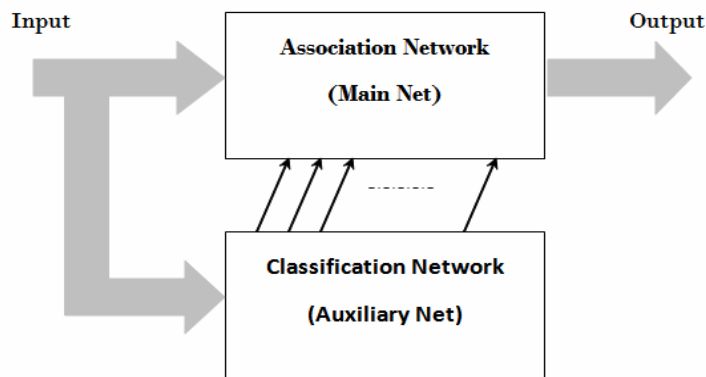 Input
Output
Association Network
(Main Net)
Classification Network
(Auxiliary Net)